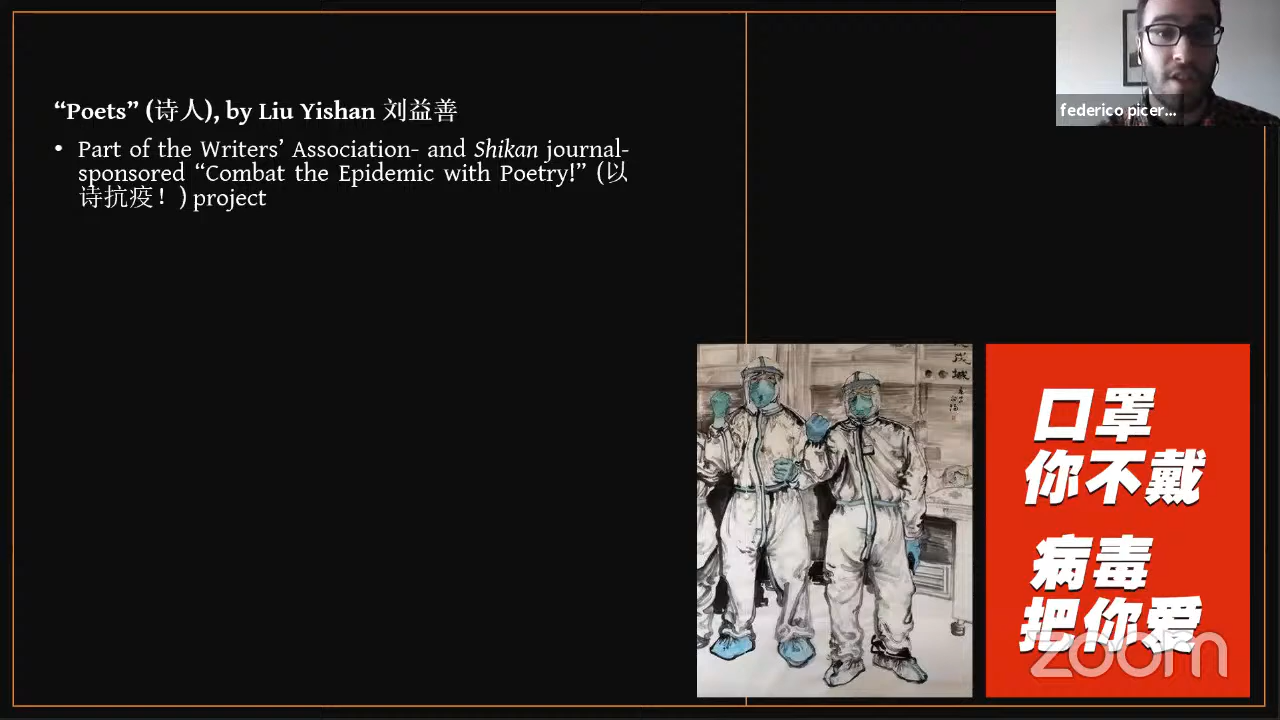 “Poets” (诗人), by Liu Yishan 刘益善
• Part of the Writers’ Association- and Shikan journal-
sponsored “Combat the Epidemic with Poetry!” (以
诗抗疫！) project
federico picer...
口罩
你不戴
病毒
把你爱
zoom